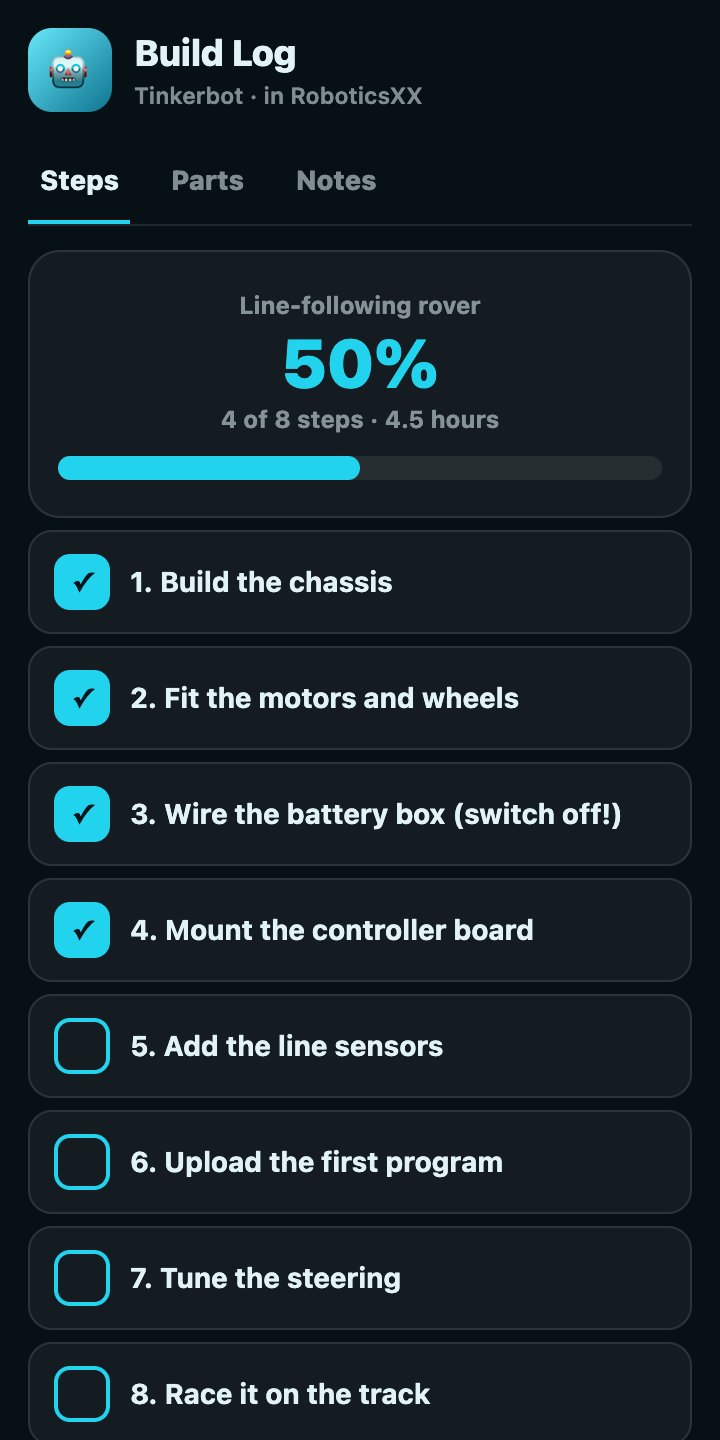 Build Log
Tinkerbot · in RoboticsXX
Steps Parts Notes
Line-following rover
50%
4 of 8 steps · 4.5 hours
1. Build the chassis
2. Fit the motors and wheels
3. Wire the battery box (switch off!)
4. Mount the controller board
5. Add the line sensors
6. Upload the first program
7. Tune the steering
8. Race it on the track